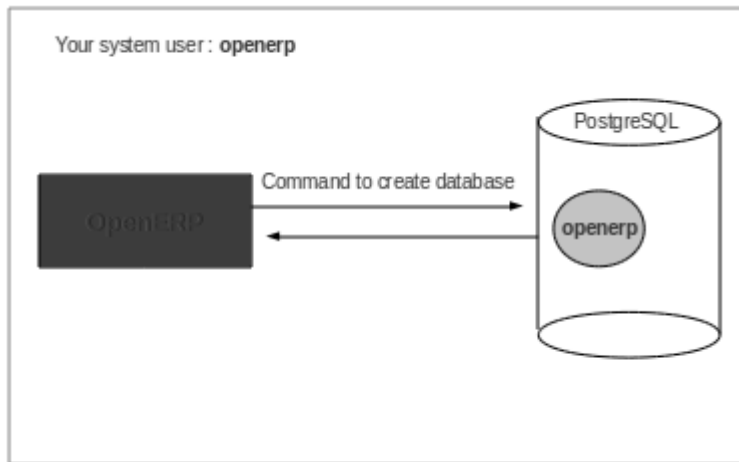 Your system user : openerp
PostgreSQL
Command to create database
OpenERP
openerp